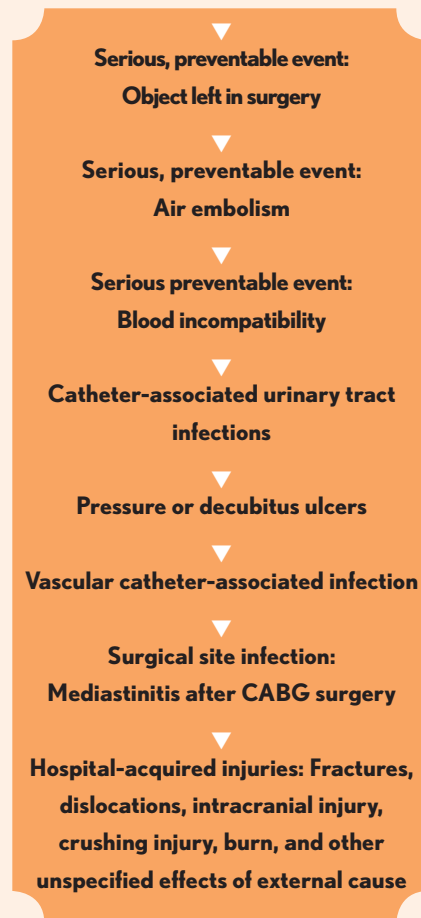 Serious, preventable event:
Object left in surgery
Serious, preventable event:
Air embolism
Serious preventable event:
Blood incompatibility
Catheter-associated urinary tract
infections
Pressure or decubitus ulcers
Vascular catheter-associated infection
Surgical site infection:
Mediastinitis after CABG surgery
Hospital-acquired injuries: Fractures,
dislocations, intracranial injury,
crushing injury, burn, and other
unspecified effects of external cause